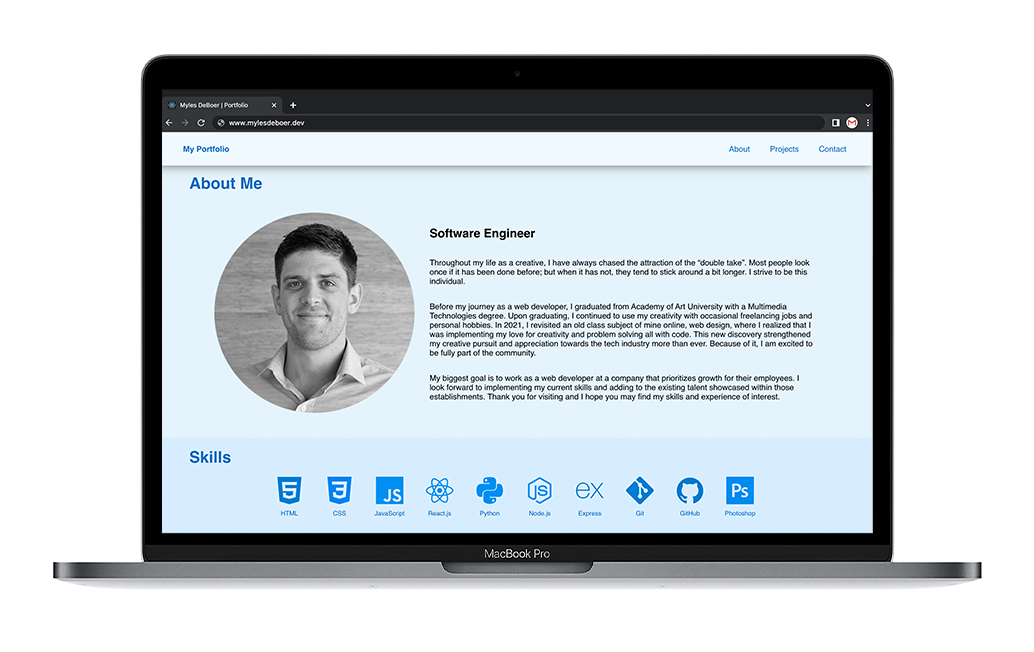 Myles DeBoer | Portfolio
www.mylesdeboer.dev
My Portfolio About Projects Contact
About Me
Software Engineer
Throughout my life as a creative, I have always chased the attraction of the “double take”. Most people look
once if it has been done before; but when it has not, they tend to stick around a bit longer. I strive to be this
individual.
Before my journey as a web developer, I graduated from Academy of Art University with a Multimedia
Technologies degree. Upon graduating, I continued to use my creativity with occasional freelancing jobs and
personal hobbies. In 2021, I revisited an old class subject of mine online, web design, where I realized that I
was implementing my love for creativity and problem solving all with code. This new discovery strengthened
my creative pursuit and appreciation towards the tech industry more than ever. Because of it, I am excited to
be fully part of the community.
My biggest goal is to work as a web developer at a company that prioritizes growth for their employees. I
look forward to implementing my current skills and adding to the existing talent showcased within those
establishments. Thank you for visiting and I hope you may find my skills and experience of interest.
Skills
5 3 JS JS ex Ps
HTML CSS JavaScript React.js Python Node.js Express Git GitHub Photoshop
MacBook Pro